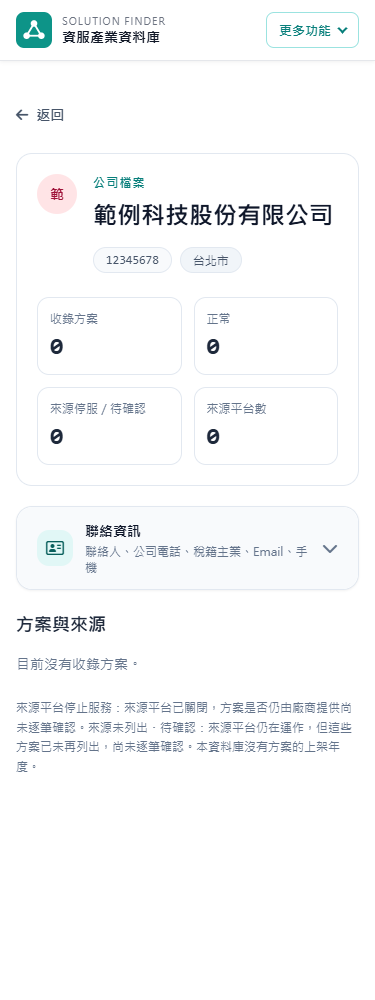 SOLUTION FINDER
資服產業資料庫
更多功能
返回
範
公司檔案
範例科技股份有限公司
12345678
台北市
收錄方案
0
正常
0
來源停服 / 待確認
0
來源平台數
0
聯絡資訊
聯絡人、公司電話、稅籍主業、Email、手
機
方案與來源
目前沒有收錄方案。
來源平台停止服務：來源平台已關閉，方案是否仍由廠商提供尚
未逐筆確認。來源未列出．待確認：來源平台仍在運作，但這些
方案已未再列出，尚未逐筆確認。本資料庫沒有方案的上架年
度。